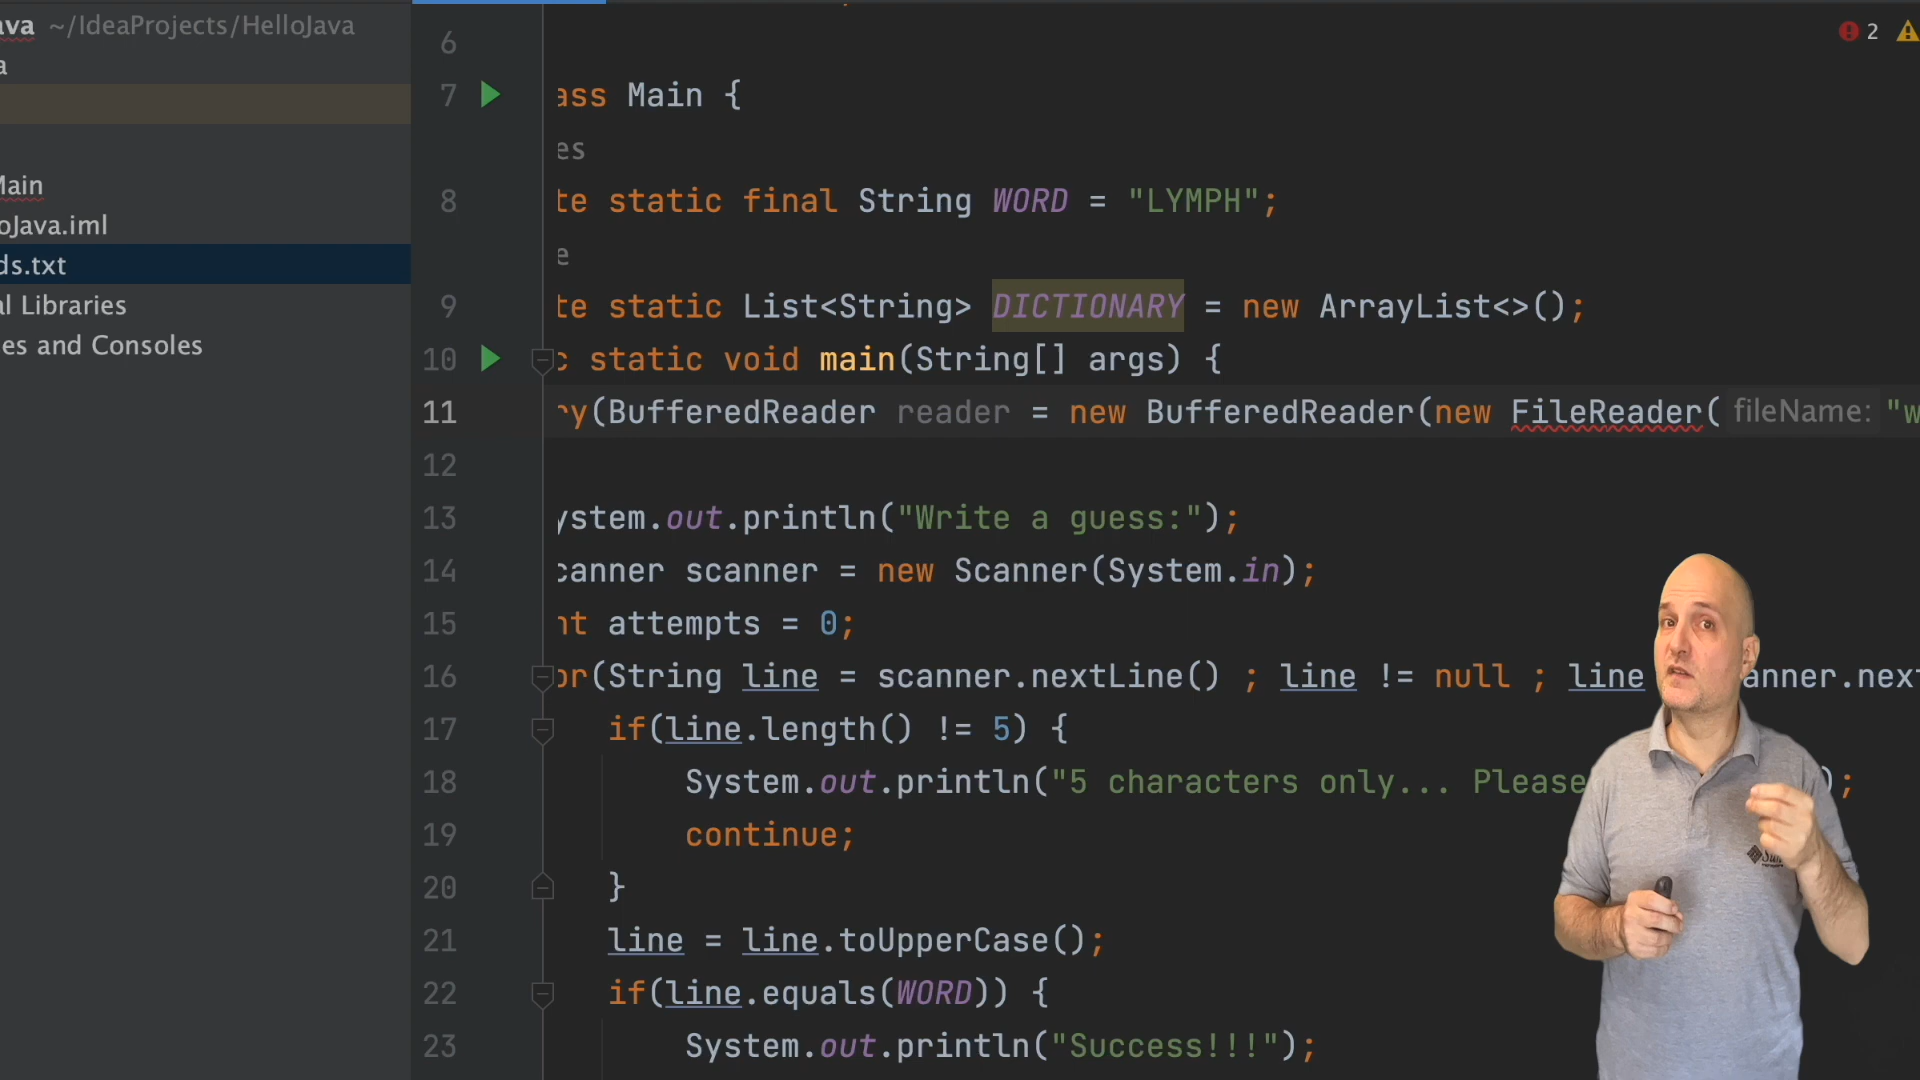 ava ~/IdeaProjects/HelloJava
a
Main
oJava.iml
ds.txt
al Libraries
es and Consoles
2
6
7 ass Main {
es
8 te static final String WORD = "LYMPH";
e
9 te static List<String> DICTIONARY = new ArrayList<>();
10 c static void main(String[] args) {
11 ry(BufferedReader reader = new BufferedReader(new FileReader( fileName: "w
12
13 ystem.out.println("Write a guess:");
14 canner scanner = new Scanner(System.in);
15 nt attempts = 0;
16 or(String line = scanner.nextLine() ; line != null ; line anner.next
17 if(line.length() != 5) {
18 System.out.println("5 characters only... Please );
19 continue;
20 }
21 line = line.toUpperCase();
22 if(line.equals(WORD)) {
23 System.out.println("Success!!!");